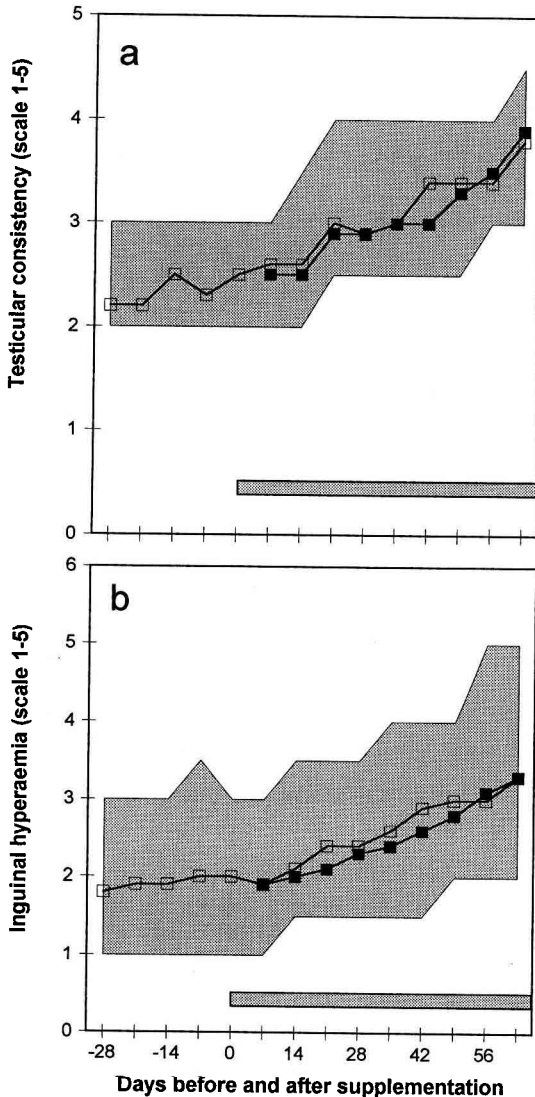 5
a
4
3
2
1
0
Testicular consistency (scale 1-5)
6
b
5
4
3
2
1
0
Inguinal hyperaemia (scale 1-5)
-28 -14 0 14 28 42 56
Days before and after supplementation